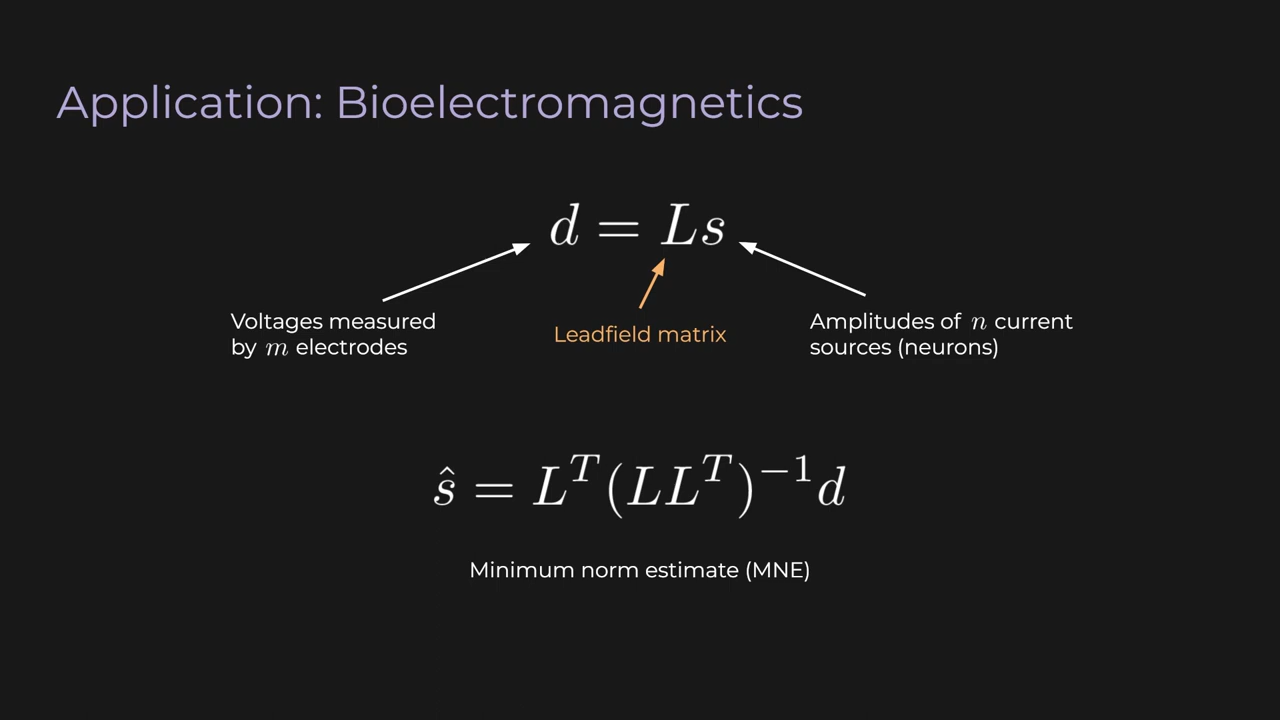 Application: Bioelectromagnetics
d = Ls
Voltages measured
by m electrodes
Leadfield matrix
Amplitudes of n current
sources (neurons)
ŝ = L^T(LL^T)^{-1}d
Minimum norm estimate (MNE)